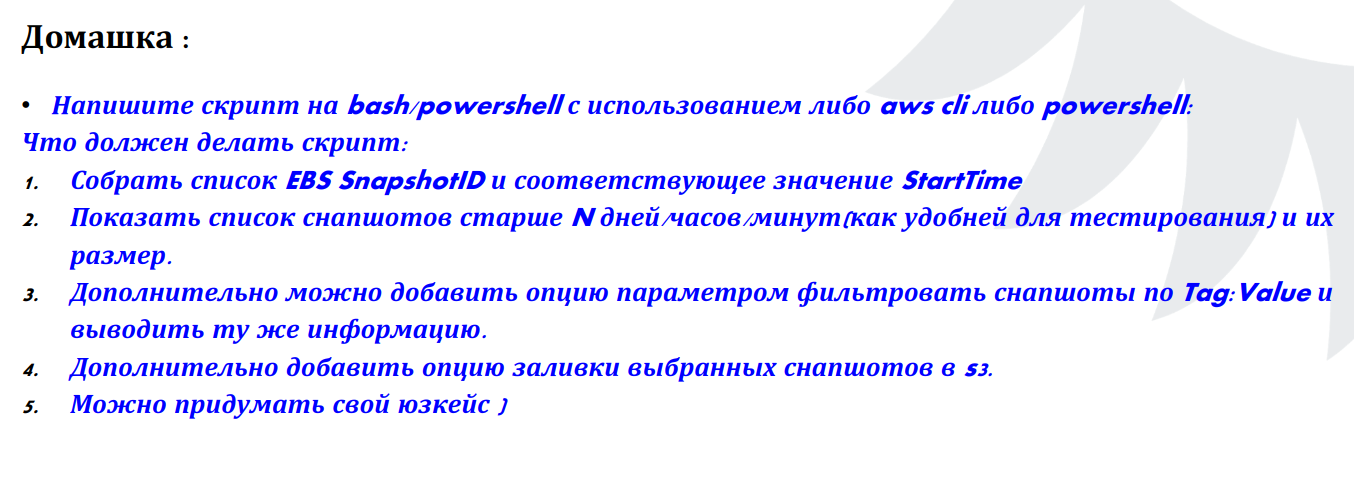 Домашка :
• Напишите скрипт на bash/powershell с использованием либо aws cli либо powershell:
Что должен делать скрипт:
1. Собрать список EBS SnapshotID и соответствующее значение StartTime
2. Показать список снапшотов старше N дней/часов/минут(как удобней для тестирования) и их
размер.
3. Дополнительно можно добавить опцию параметром фильтровать снапшоты по Tag:Value и
выводить ту же информацию.
4. Дополнительно добавить опцию заливки выбранных снапшотов в s3.
5. Можно придумать свой юзкейс )